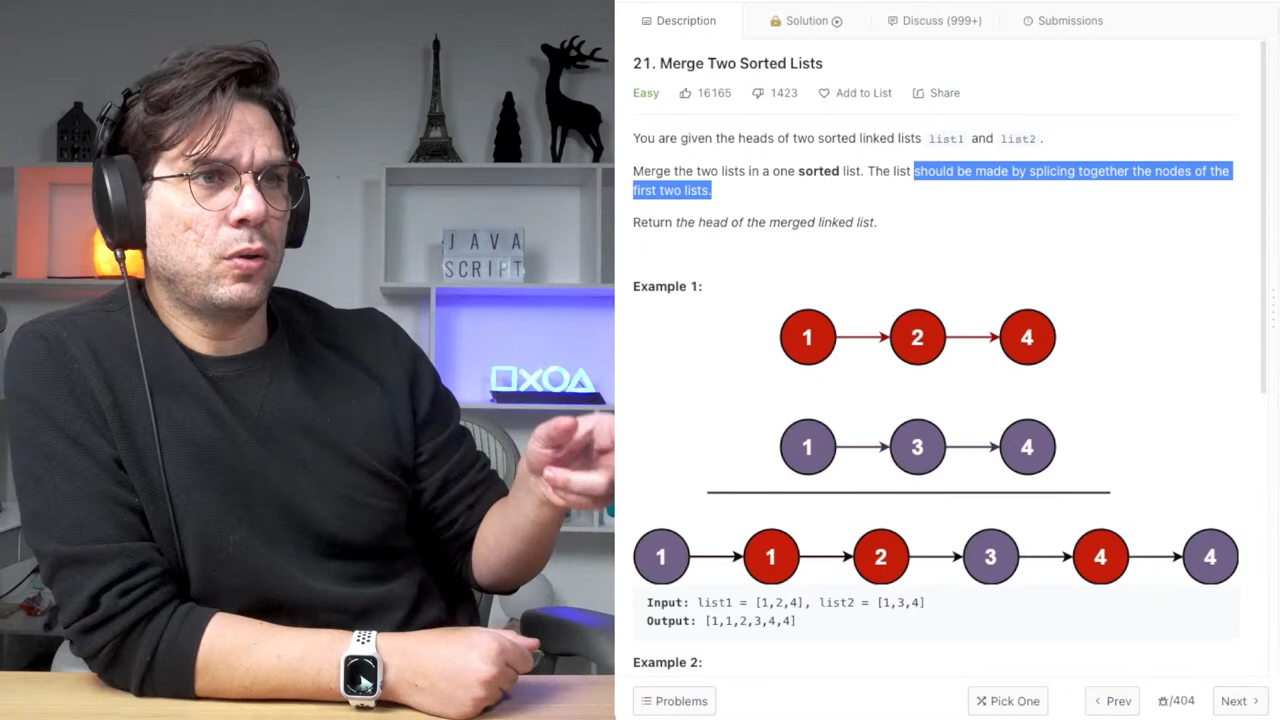 Description
Solution
Discuss (999+)
Submissions
21. Merge Two Sorted Lists
Easy
16165
1423
Add to List
Share
You are given the heads of two sorted linked lists list1 and list2 .
Merge the two lists in a one sorted list. The list should be made by splicing together the nodes of the
first two lists.
Return the head of the merged linked list.
Example 1:
1 2 4
1 3 4
1 1 2 3 4 4
Input: list1 = [1,2,4], list2 = [1,3,4]
Output: [1,1,2,3,4,4]
Example 2:
Problems
Pick One
Prev
/404
Next
JAVA
SCRIPT